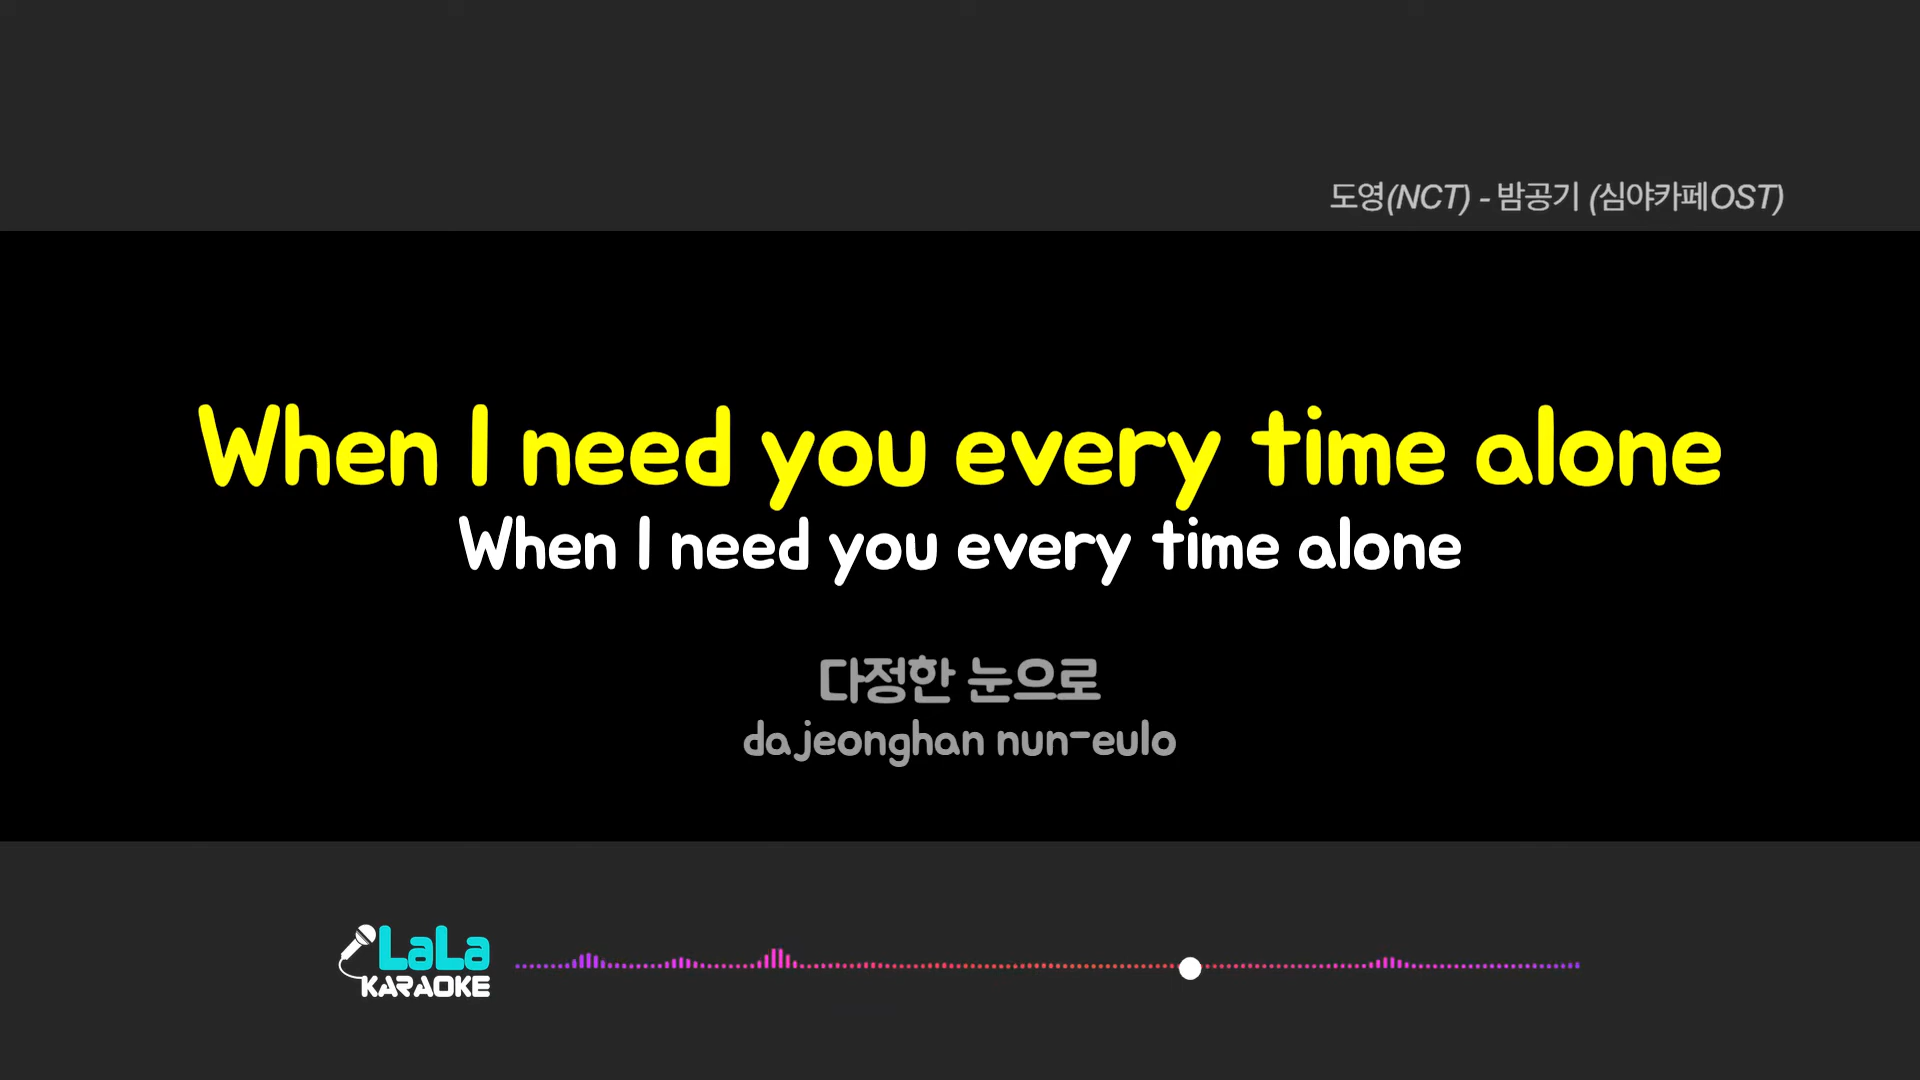 도영(NCT) - 밤공기 (심야카페OST)
When I need you every time alone
When I need you every time alone
다정한 눈으로
dajeonghan nun-eulo
LaLa
KARAOKE